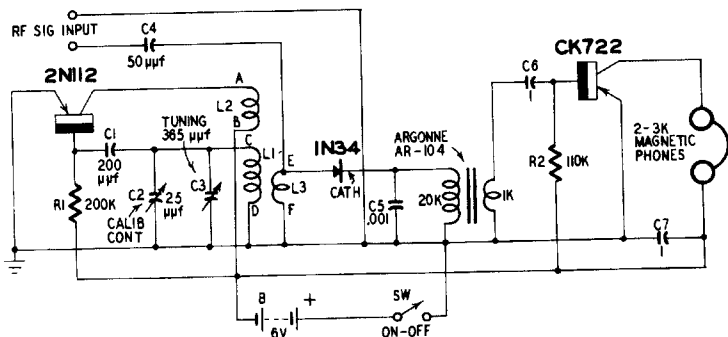 RF SIG INPUT
C4
50 μμf
2N112
A
L2
B
C
TUNING
365 μμf
C1
200
μμf
L1
E
L3
F
D
1N34
CATH
ARGONNE
AR-104
C6
1
CK722
R1
200K
C2
25
μμf
C3
CALIB
CONT
C5
.001
20K
1K
R2
110K
2-3K
MAGNETIC
PHONES
C7
1
B
+
6V
SW
ON-OFF